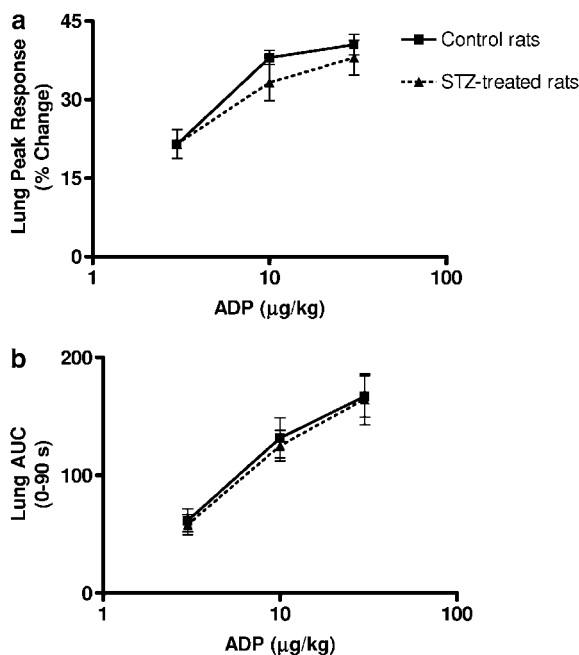 a
45
30
15
0
Lung Peak Response
(% Change)
1
10
100
ADP (µg/kg)
Control rats
STZ-treated rats
b
200
100
0
Lung AUC
(0-90 s)
1
10
100
ADP (µg/kg)